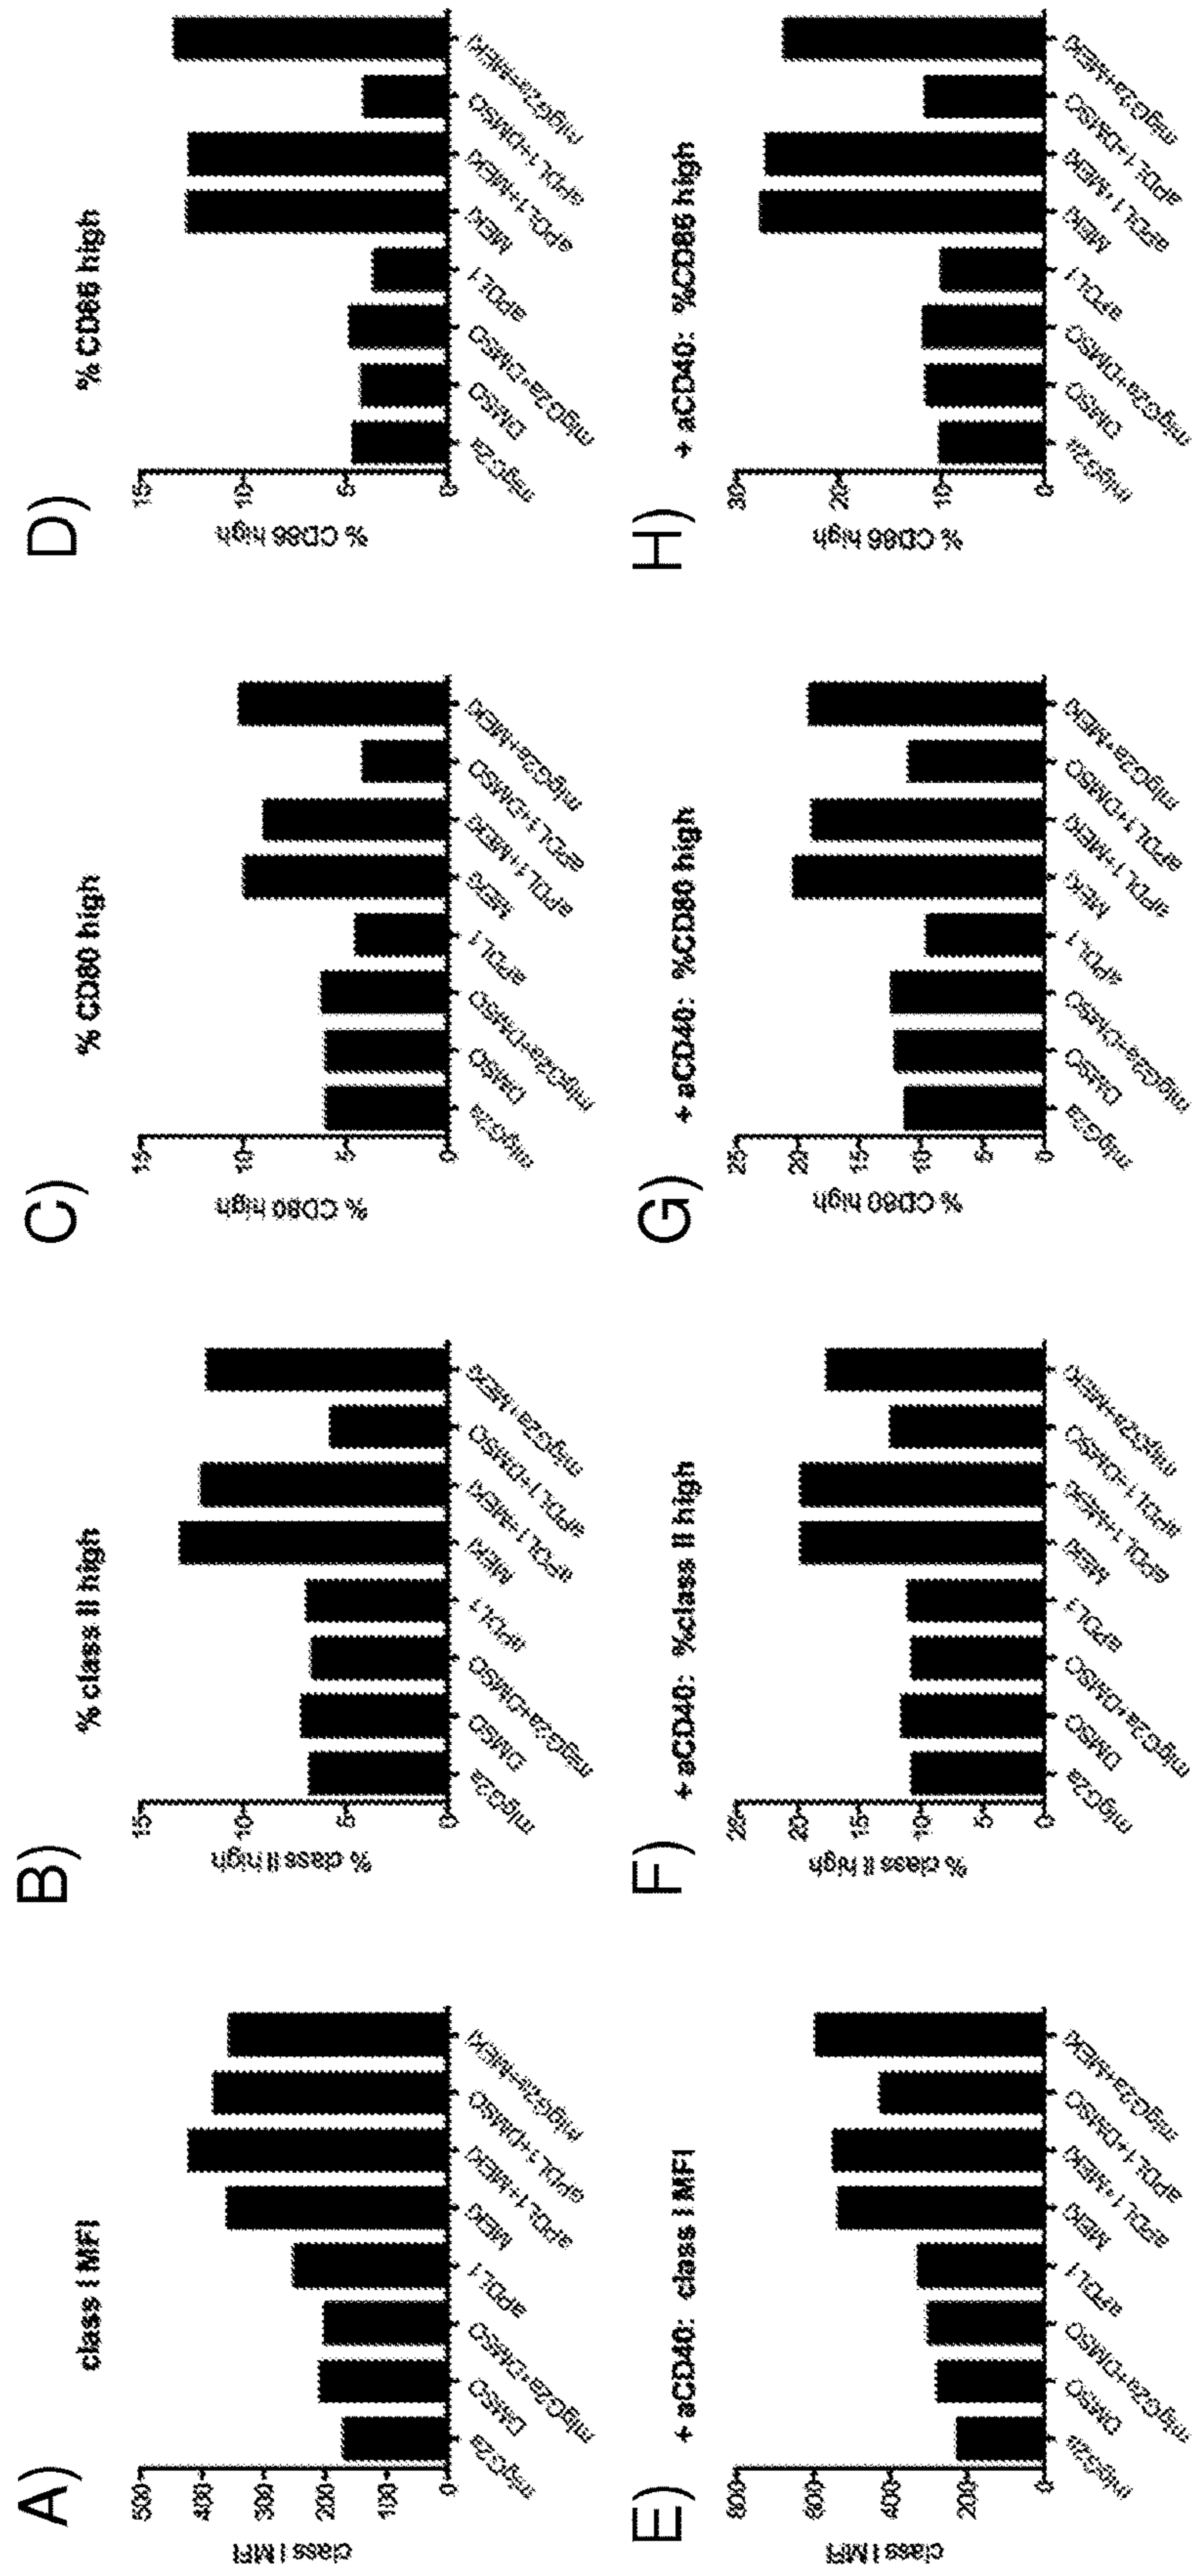 A)
class I MFI
class I MFI
500
400
300
200
100
0
mIgG2a
DMSO
mIgG2a+DMSO
aPDL1
MEKi
aPDL1+MEKi
aPDL1+DMSO
mIgG2a+MEKi
B)
% class II high
% class II high
15
10
5
0
mIgG2a
DMSO
mIgG2a+DMSO
aPDL1
MEKi
aPDL1+MEKi
aPDL1+DMSO
mIgG2a+MEKi
C)
% CD80 high
% CD80 high
15
10
5
0
mIgG2a
DMSO
mIgG2a+DMSO
aPDL1
MEKi
aPDL1+MEKi
aPDL1+DMSO
mIgG2a+MEKi
D)
% CD86 high
% CD86 high
15
10
5
0
mIgG2a
DMSO
mIgG2a+DMSO
aPDL1
MEKi
aPDL1+MEKi
aPDL1+DMSO
mIgG2a+MEKi
E)
+ aCD40: class I MFI
class I MFI
800
600
400
200
0
mIgG2a
DMSO
mIgG2a+DMSO
aPDL1
MEKi
aPDL1+MEKi
aPDL1+DMSO
mIgG2a+MEKi
F)
+ aCD40: %class II high
% class II high
25
20
15
10
5
0
mIgG2a
DMSO
mIgG2a+DMSO
aPDL1
MEKi
aPDL1+MEKi
aPDL1+DMSO
mIgG2a+MEKi
G)
+ aCD40: %CD80 high
% CD80 high
25
20
15
10
5
0
mIgG2a
DMSO
mIgG2a+DMSO
aPDL1
MEKi
aPDL1+MEKi
aPDL1+DMSO
mIgG2a+MEKi
H)
+ aCD40: %CD86 high
% CD86 high
30
20
10
0
mIgG2a
DMSO
mIgG2a+DMSO
aPDL1
MEKi
aPDL1+MEKi
aPDL1+DMSO
mIgG2a+MEKi